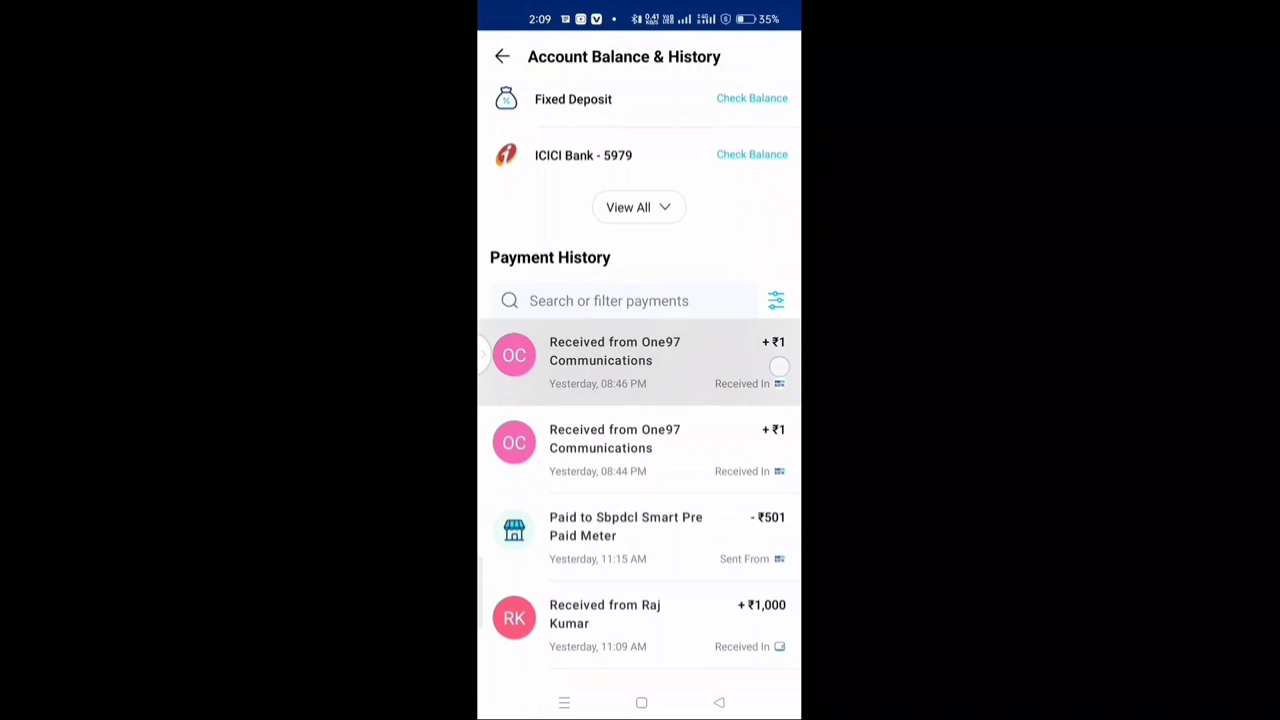 2:09
35%
Account Balance & History
Fixed Deposit
Check Balance
ICICI Bank - 5979
Check Balance
View All
Payment History
Search or filter payments
OC
Received from One97
Communications
+ ₹1
Yesterday, 08:46 PM
Received In
OC
Received from One97
Communications
+ ₹1
Yesterday, 08:44 PM
Received In
Paid to Sbpdcl Smart Pre
Paid Meter
- ₹501
Yesterday, 11:15 AM
Sent From
RK
Received from Raj
Kumar
+ ₹1,000
Yesterday, 11:09 AM
Received In